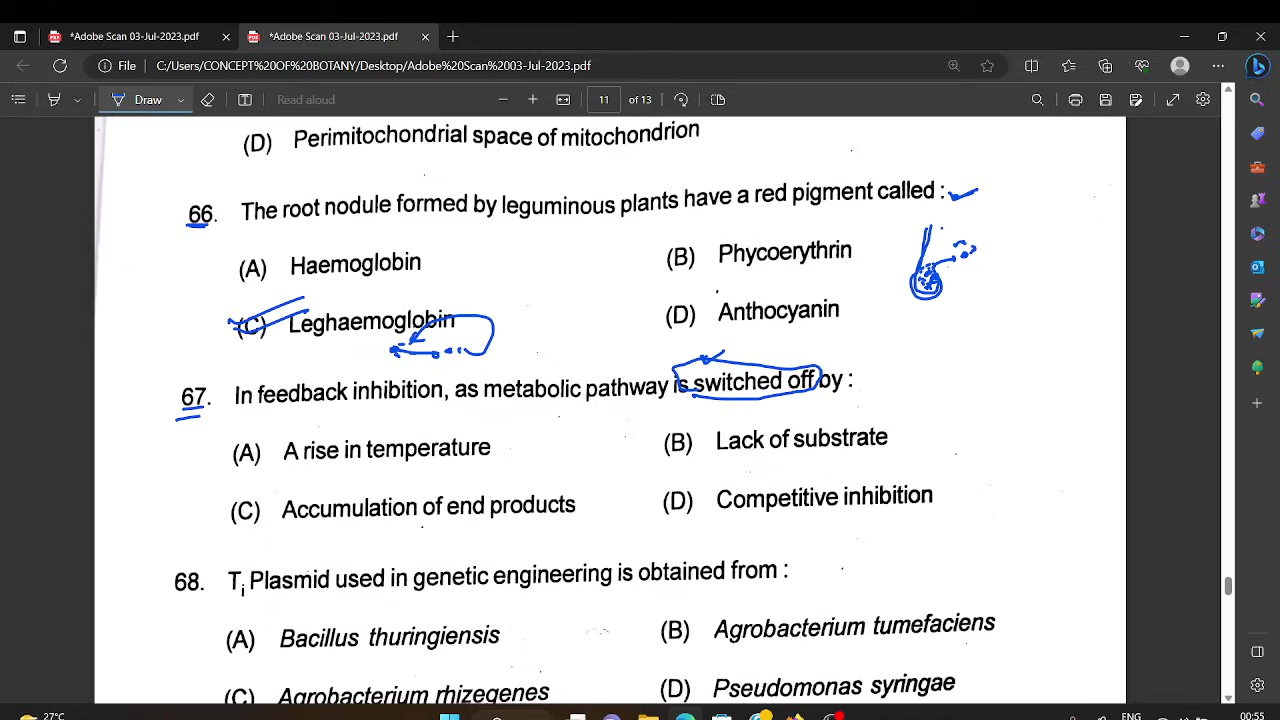 *Adobe Scan 03-Jul-2023.pdf
*Adobe Scan 03-Jul-2023.pdf
File C:/Users/CONCEPT%20OF%20BOTANY/Desktop/Adobe%20Scan%2003-Jul-2023.pdf
Draw Read aloud 11 of 13
(D) Perimitochondrial space of mitochondrion
66. The root nodule formed by leguminous plants have a red pigment called :
(A) Haemoglobin (B) Phycoerythrin
(C) Leghaemoglobin (D) Anthocyanin
67. In feedback inhibition, as metabolic pathway is switched off by :
(A) A rise in temperature (B) Lack of substrate
(C) Accumulation of end products (D) Competitive inhibition
68. Ti Plasmid used in genetic engineering is obtained from :
(A) Bacillus thuringiensis (B) Agrobacterium tumefaciens
(C) Agrobacterium rhizegenes (D) Pseudomonas syringae
27°C ENG 00:55